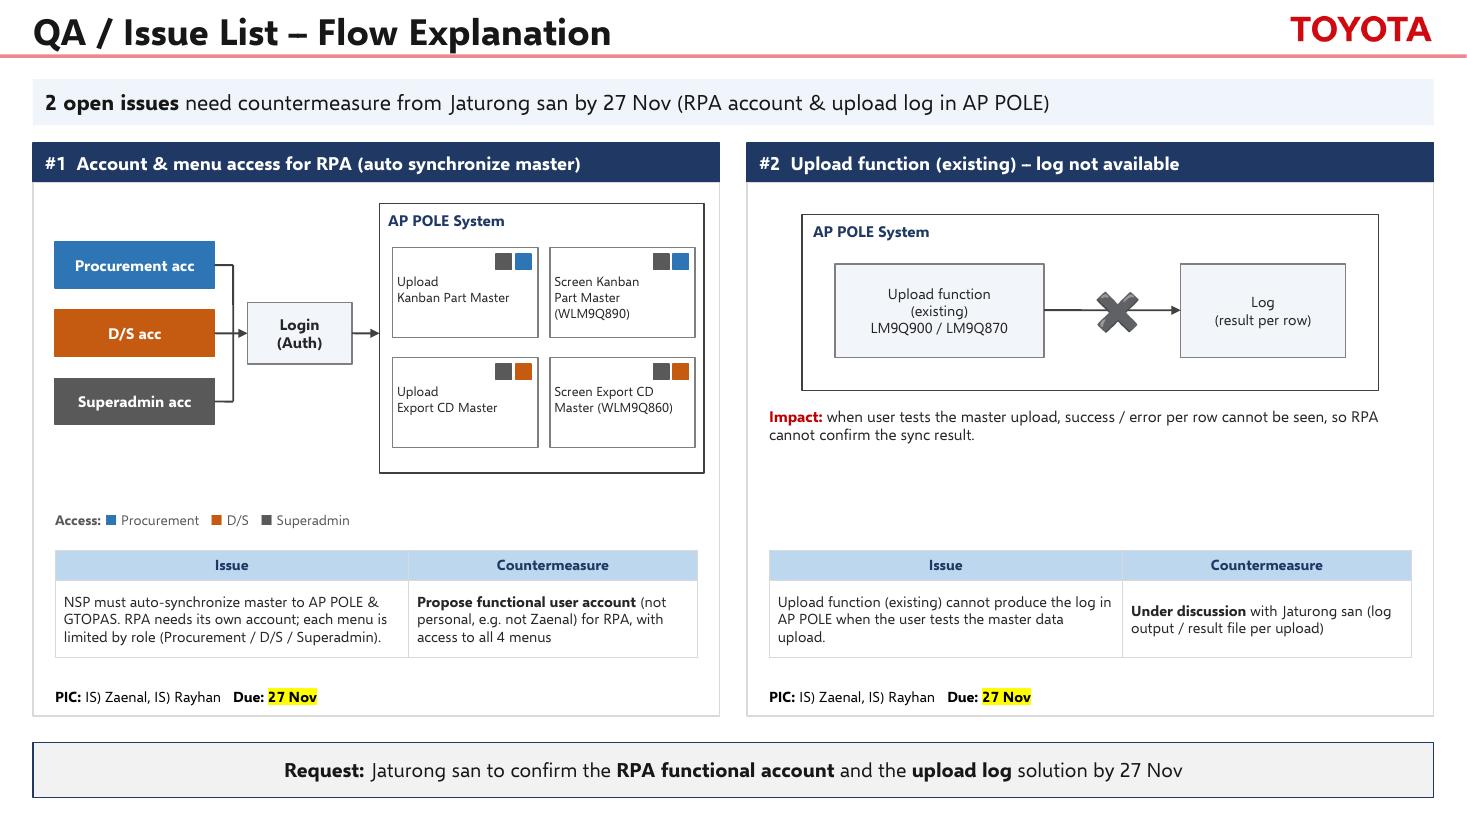 QA / Issue List – Flow Explanation
TOYOTA
2 open issues need countermeasure from Jaturong san by 27 Nov (RPA account & upload log in AP POLE)
#1 Account & menu access for RPA (auto synchronize master)
AP POLE System
Procurement acc
D/S acc
Superadmin acc
Login
(Auth)
Upload
Kanban Part Master
Screen Kanban
Part Master
(WLM9Q890)
Upload
Export CD Master
Screen Export CD
Master (WLM9Q860)
Access: Procurement D/S Superadmin
Issue
Countermeasure
NSP must auto-synchronize master to AP POLE &
GTOPAS. RPA needs its own account; each menu is
limited by role (Procurement / D/S / Superadmin).
Propose functional user account (not
personal, e.g. not Zaenal) for RPA, with
access to all 4 menus
PIC: IS) Zaenal, IS) Rayhan Due: 27 Nov
#2 Upload function (existing) – log not available
AP POLE System
Upload function
(existing)
LM9Q900 / LM9Q870
Log
(result per row)
Impact: when user tests the master upload, success / error per row cannot be seen, so RPA
cannot confirm the sync result.
Issue
Countermeasure
Upload function (existing) cannot produce the log in
AP POLE when the user tests the master data
upload.
Under discussion with Jaturong san (log
output / result file per upload)
PIC: IS) Zaenal, IS) Rayhan Due: 27 Nov
Request: Jaturong san to confirm the RPA functional account and the upload log solution by 27 Nov